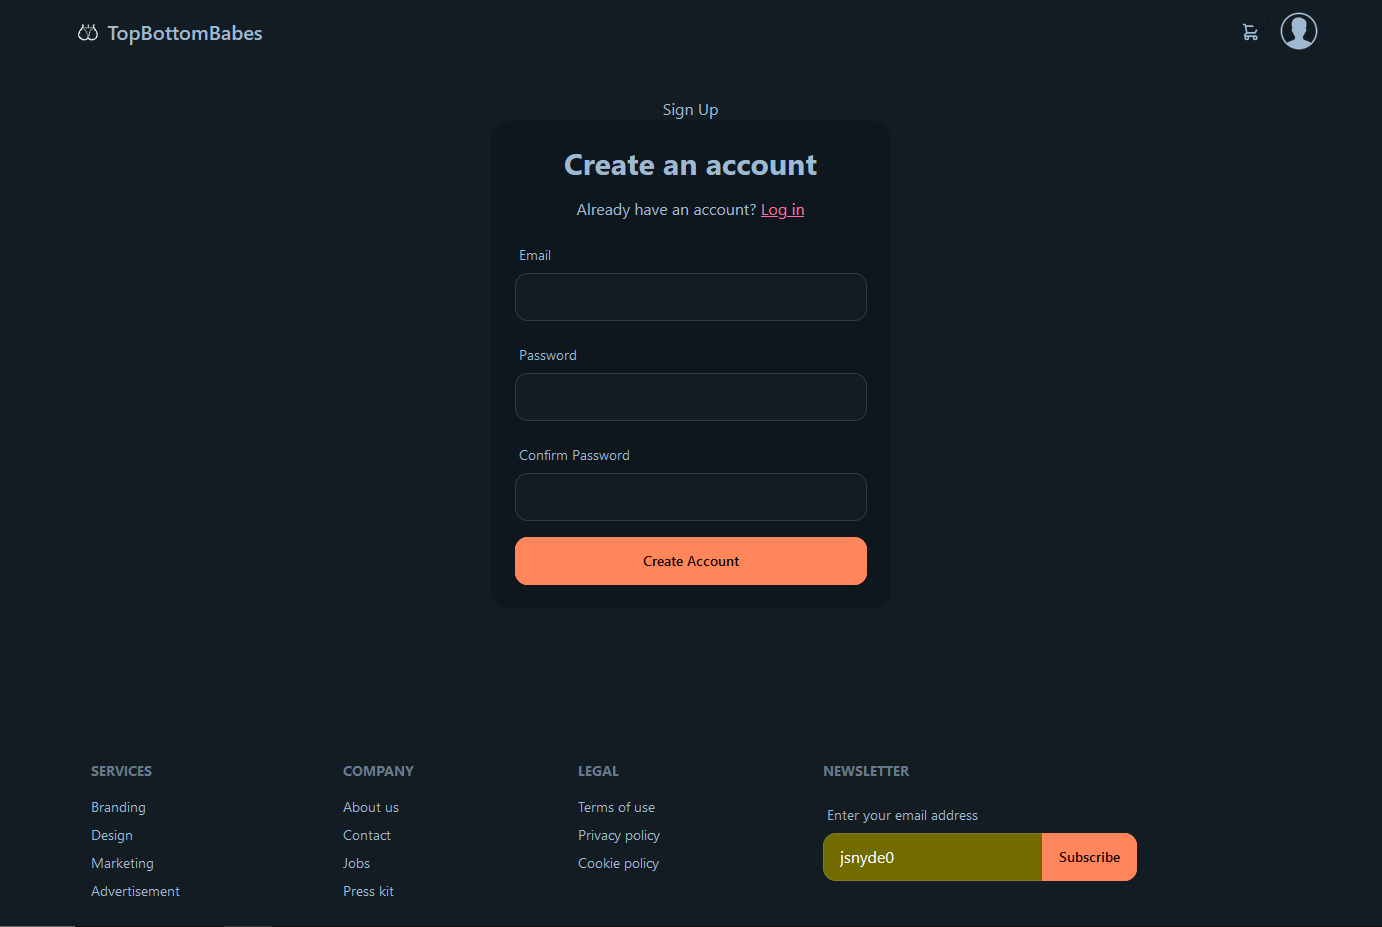 TopBottomBabes
Sign Up
Create an account
Already have an account? Log in
Email
Password
Confirm Password
Create Account
SERVICES
Branding
Design
Marketing
Advertisement
COMPANY
About us
Contact
Jobs
Press kit
LEGAL
Terms of use
Privacy policy
Cookie policy
NEWSLETTER
Enter your email address
jsnyde0
Subscribe